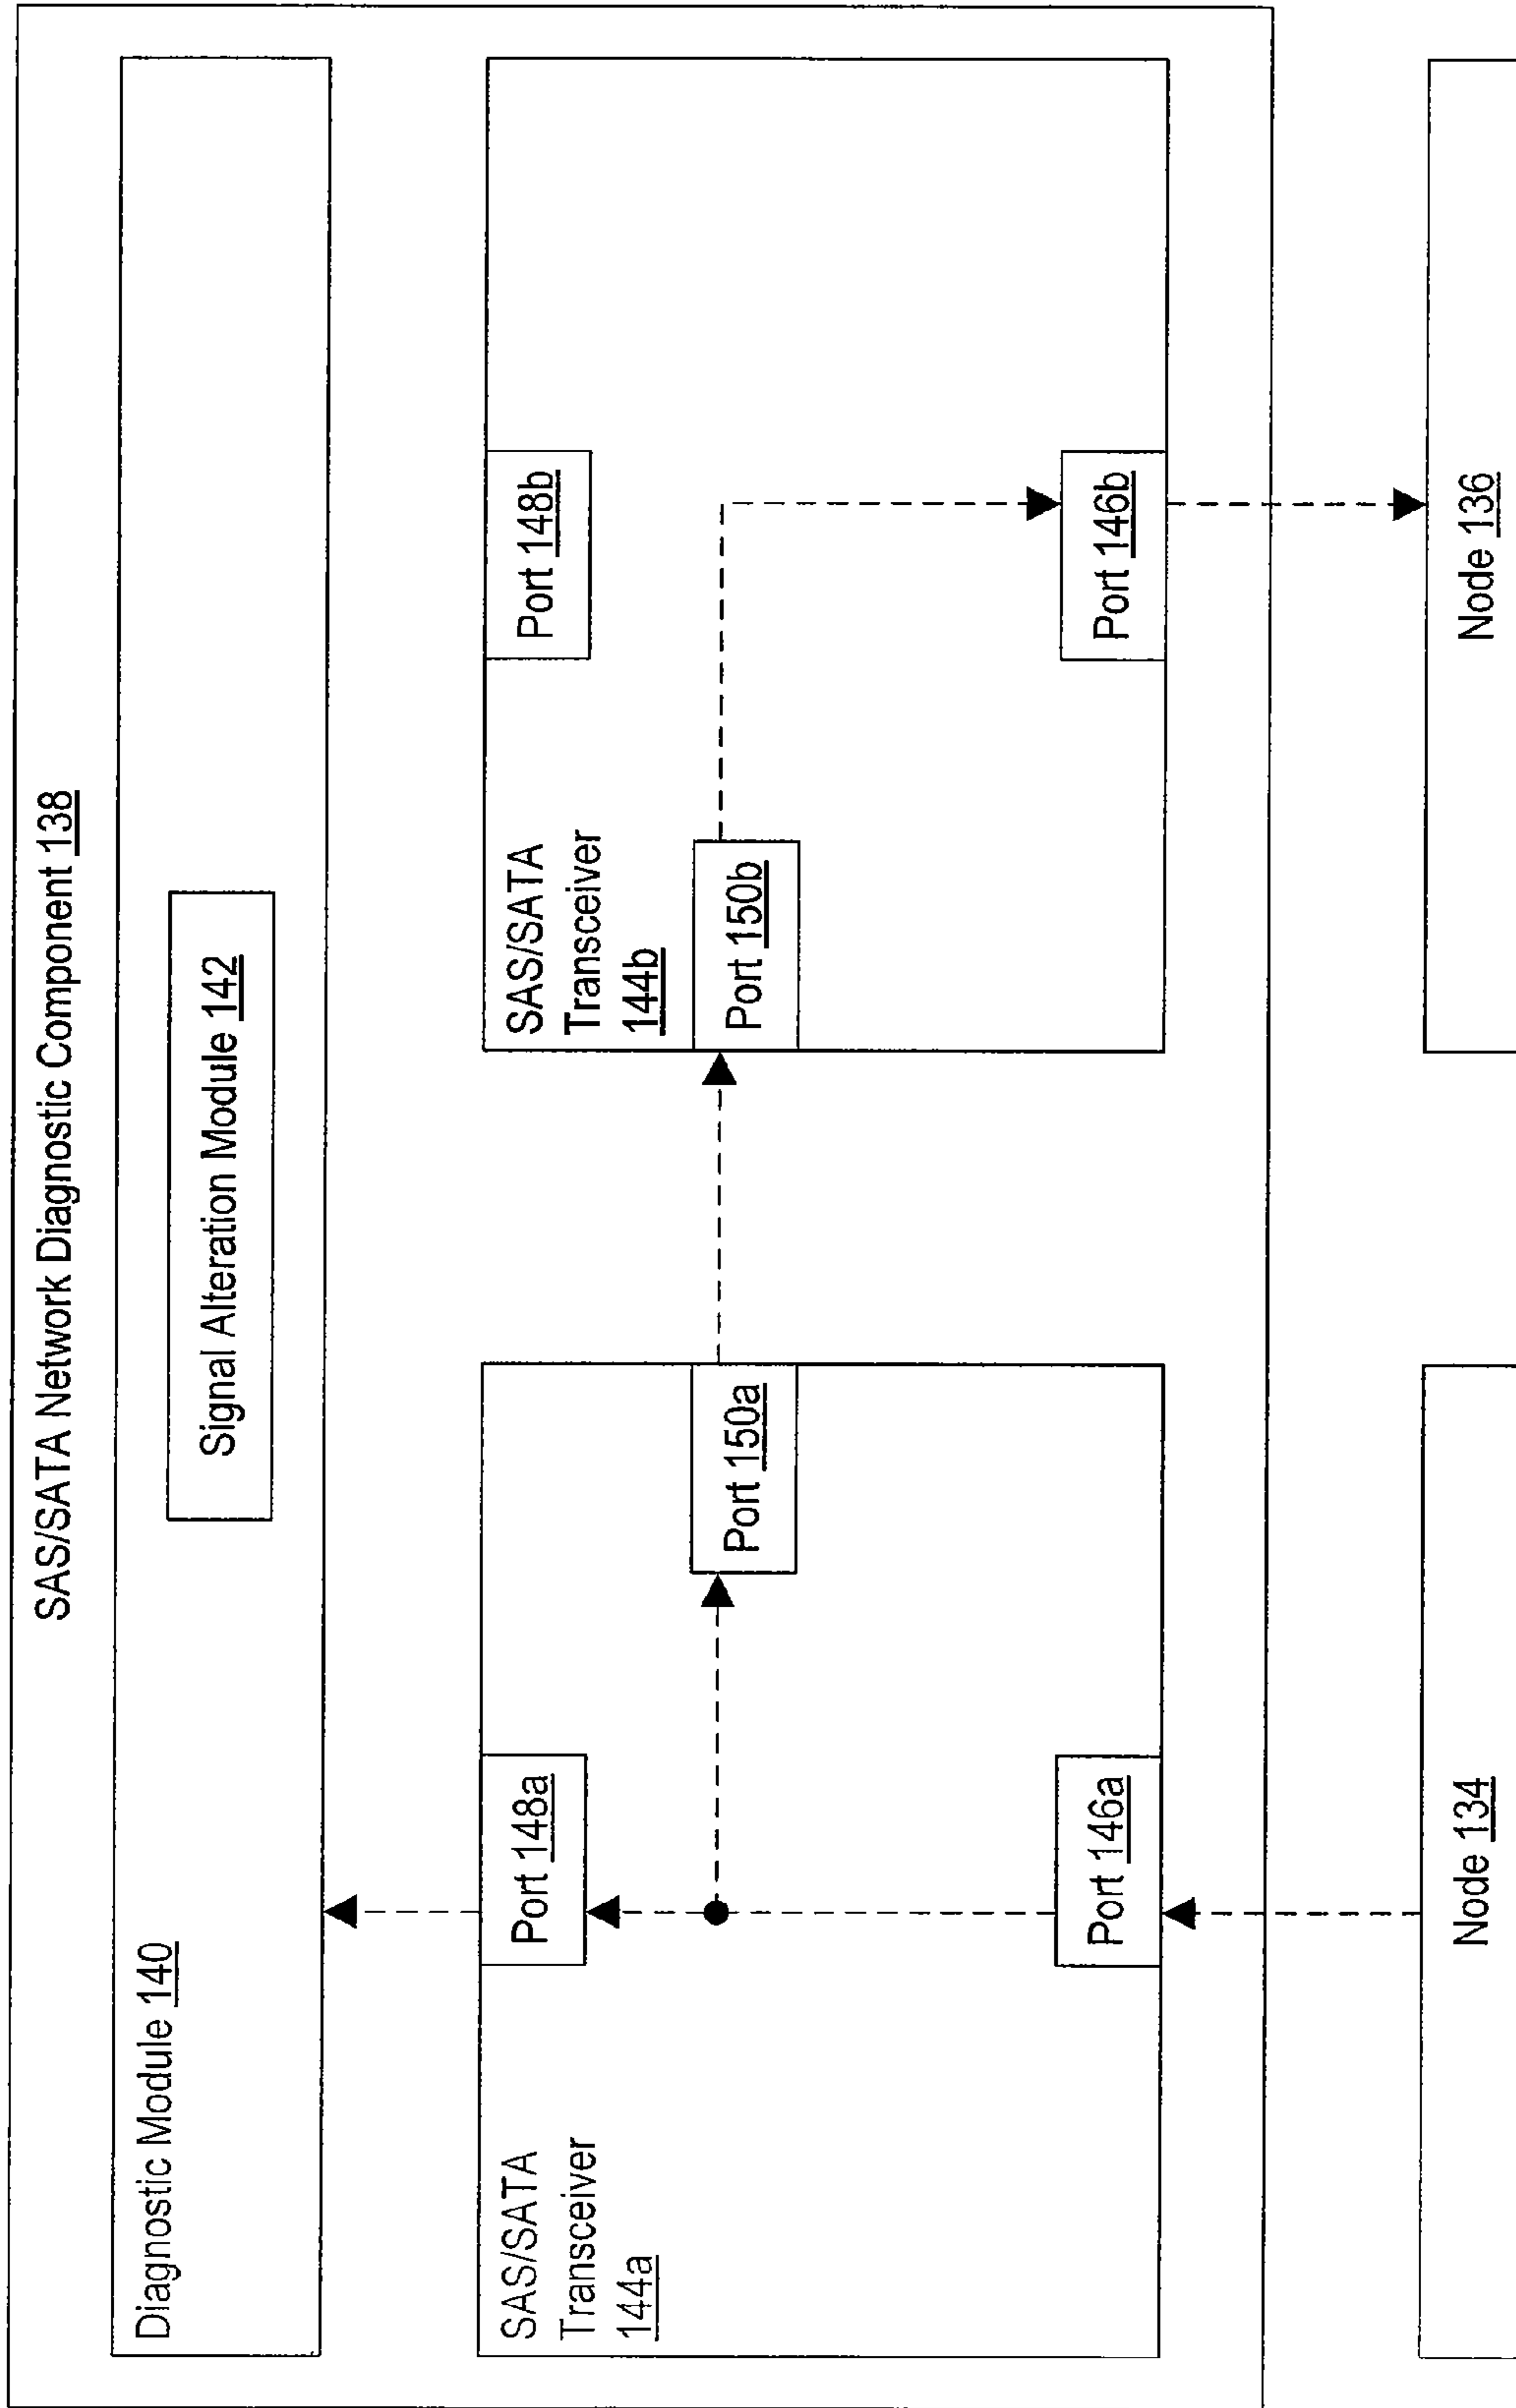 SAS/SATA Network Diagnostic Component 138
Diagnostic Module 140
Signal Alteration Module 142
SAS/SATA
Transceiver
144a
Port 148a
Port 150a
Port 146a
SAS/SATA
Transceiver
144b
Port 148b
Port 150b
Port 146b
Node 134
Node 136